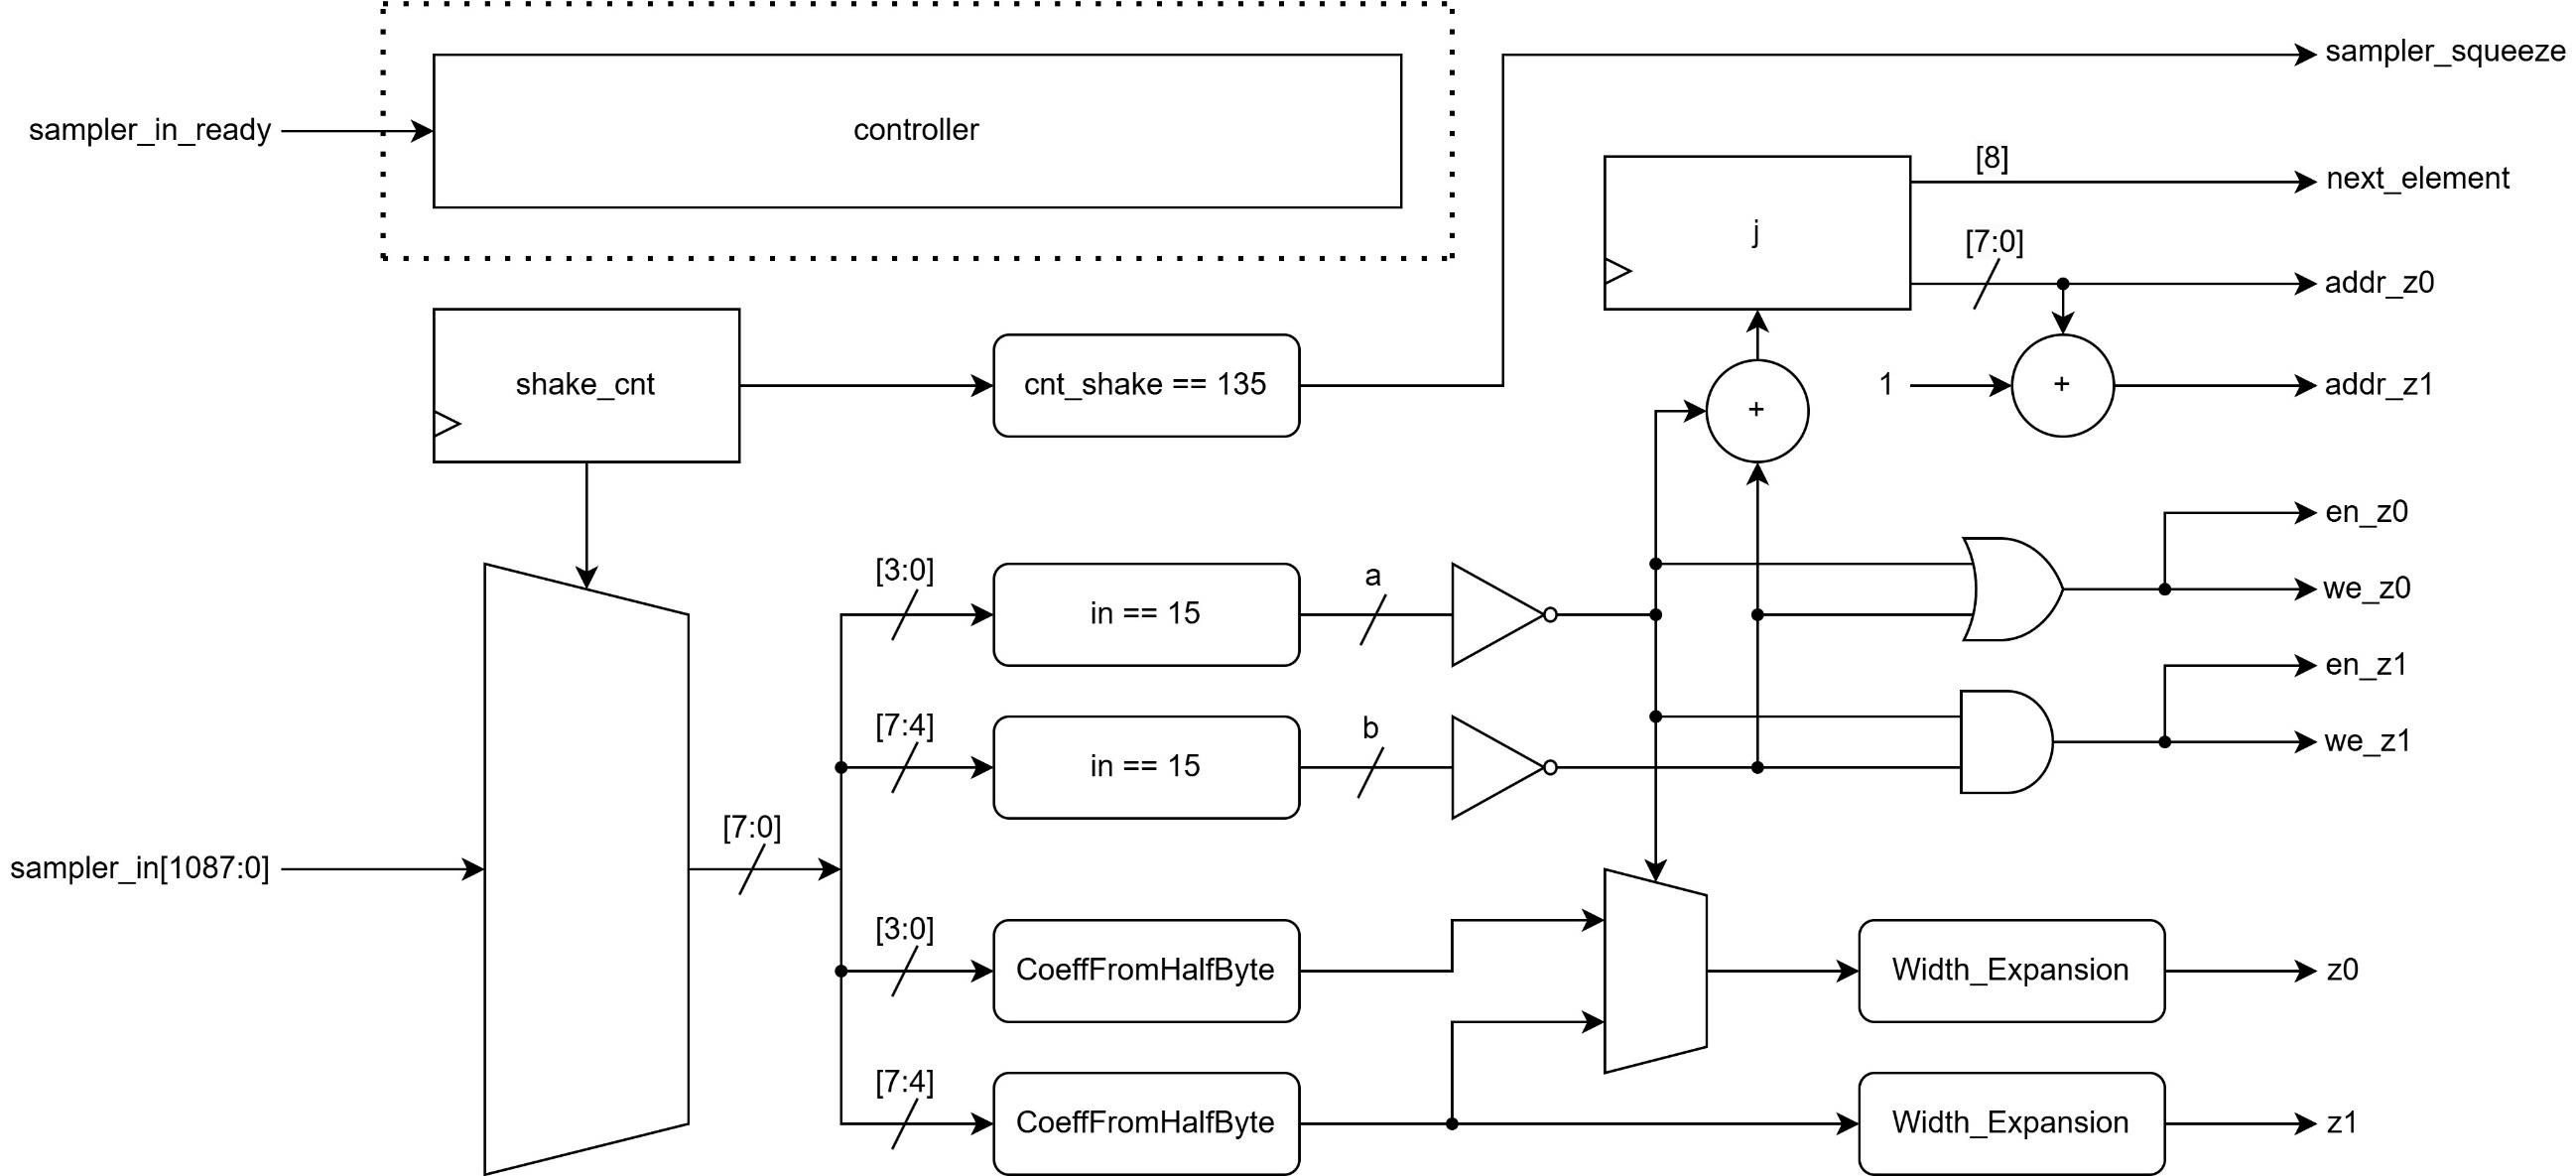 sampler_squeeze
sampler_in_ready
controller
[8]
next_element
j
[7:0]
addr_z0
shake_cnt
cnt_shake == 135
1
+
addr_z1
+
en_z0
[3:0]
in == 15
a
we_z0
en_z1
[7:4]
in == 15
b
we_z1
[7:0]
sampler_in[1087:0]
[3:0]
CoeffFromHalfByte
Width_Expansion
z0
[7:4]
CoeffFromHalfByte
Width_Expansion
z1